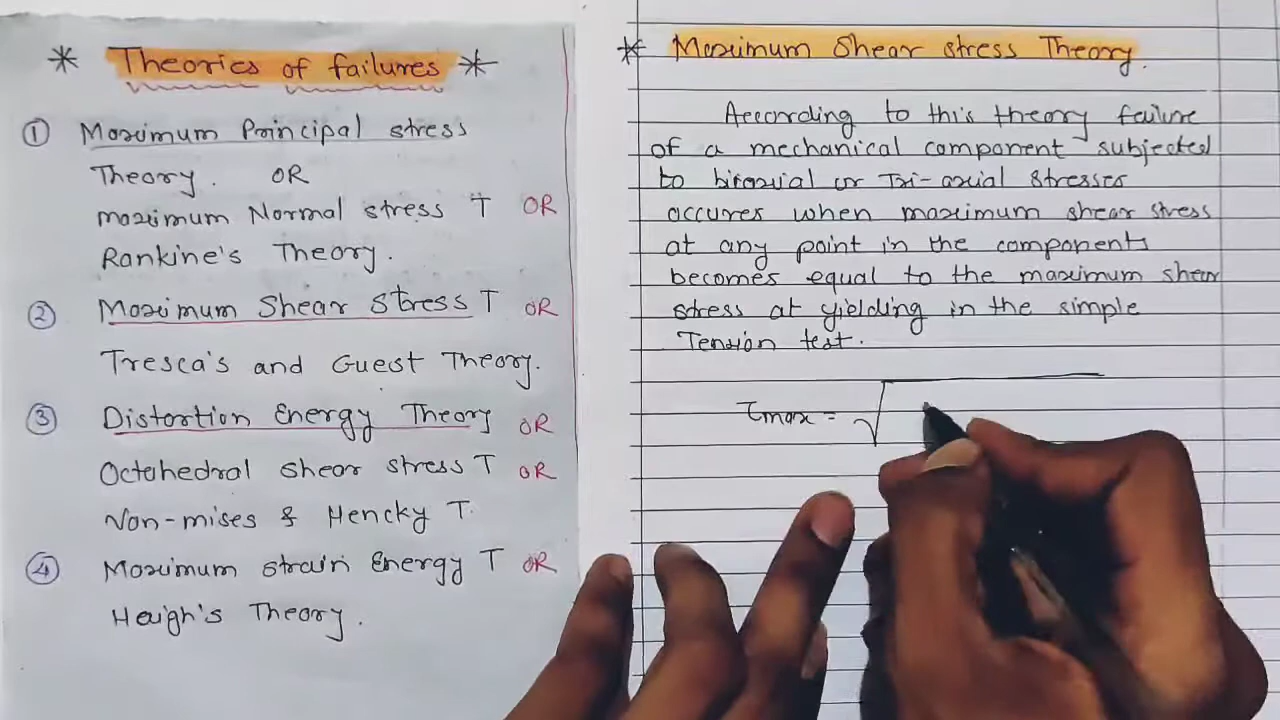 * Theories of failures *
① Maximum Principal stress
Theory. OR
maximum Normal stress T OR
Rankine's Theory.
② Maximum Shear stress T OR
Tresca's and Guest Theory.
③ Distortion Energy Theory OR
Octahedral shear stress T OR
Von-mises & Hencky T.
④ Maximum strain Energy T OR
Heigh's Theory.
* Maximum Shear stress Theory.
According to this theory failure
of a mechanical component subjected
to biaxial or Tri-axial stresses
occures when maximum shear stress
at any point in the components
becomes equal to the maximum shear
stress at yielding in the simple
Tension test.
τmax = √